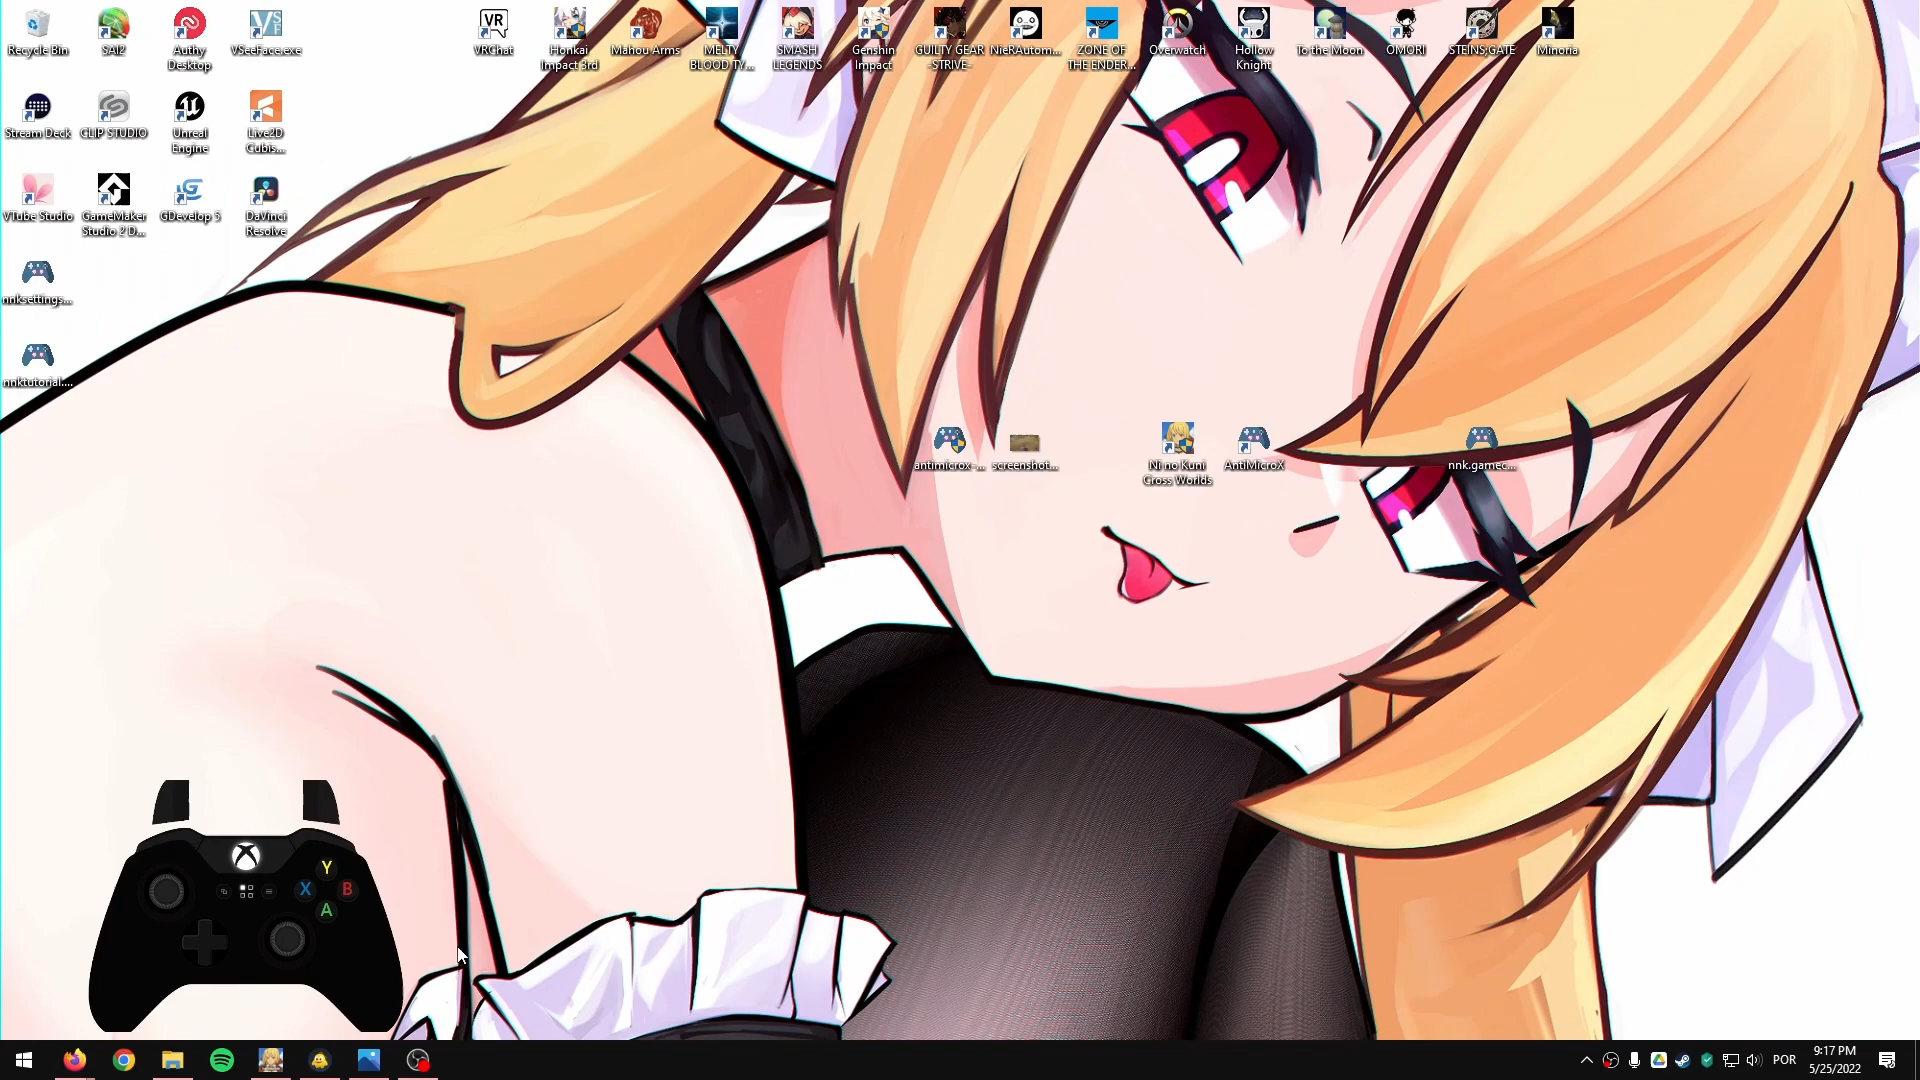 Recycle Bin
SAI2
Authy
Desktop
VSeeFace.exe
VR
VRChat
Honkai
Impact 3rd
Mahou Arms
MELTY
BLOOD TY...
SMASH
LEGENDS
Genshin
Impact
GUILTY GEAR
-STRIVE-
NieRAutom...
ZONE OF
THE ENDER...
Overwatch
Hollow
Knight
To the Moon
OMORI
STEINS;GATE
Minoria
Stream Deck
CLIP STUDIO
Unreal
Engine
Live2D
Cubis...
VTube Studio
GameMaker
Studio 2 D...
GDevelop 5
DaVinci
Resolve
nnksettings...
nnktutorial....
antimicrox-...
screenshot...
Ni no Kuni
Cross Worlds
AntiMicroX
nnk.gamec...
Y
X
B
A
POR
9:17 PM
5/25/2022